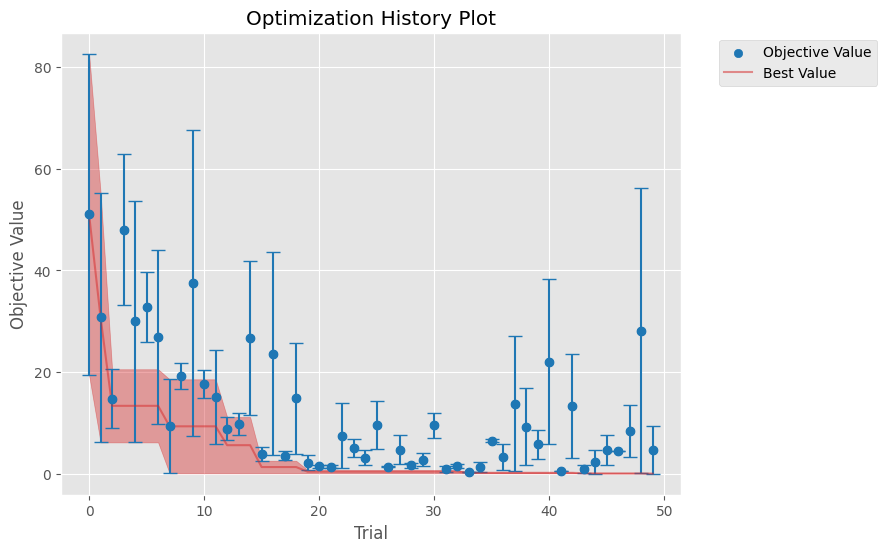 Optimization History Plot
Objective Value
Best Value
Objective Value
80
60
40
20
0
0 10 20 30 40 50
Trial